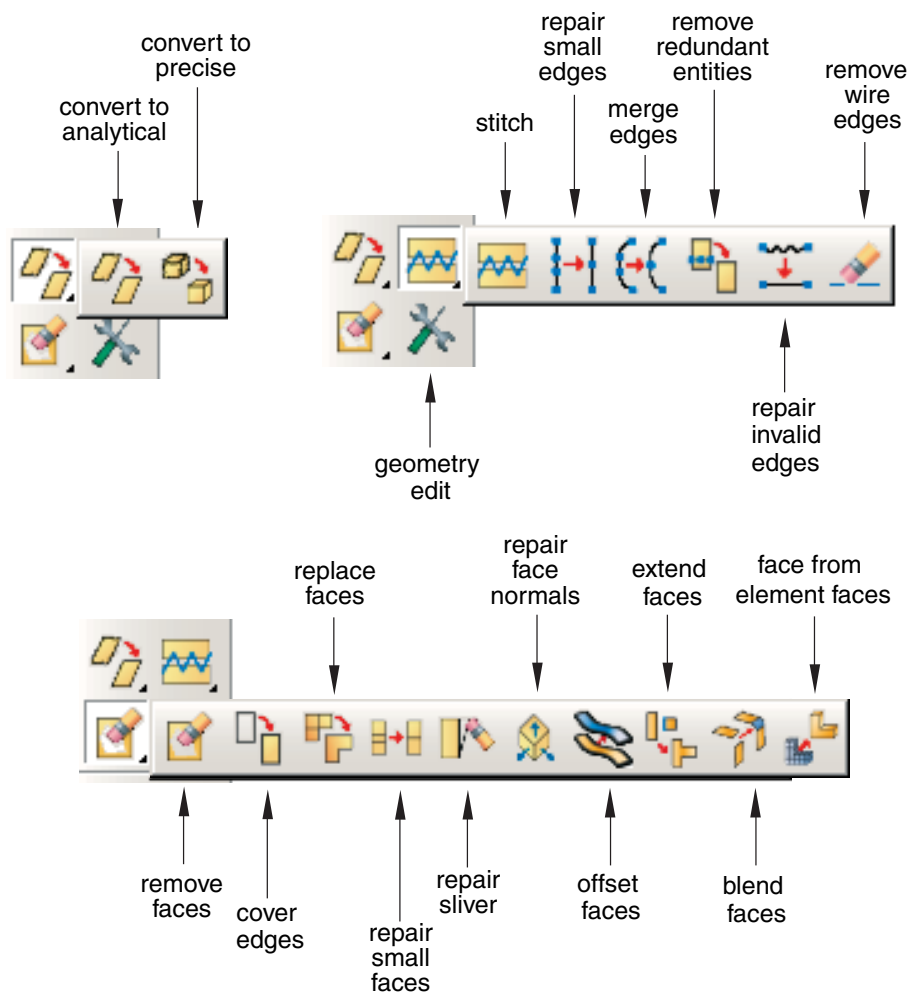 convert to
precise
convert to
analytical
repair
small
edges
remove
redundant
entities
stitch
merge
edges
remove
wire
edges
geometry
edit
repair
invalid
edges
replace
faces
repair
face
normals
extend
faces
face from
element faces
remove
faces
cover
edges
repair
small
faces
repair
sliver
offset
faces
blend
faces